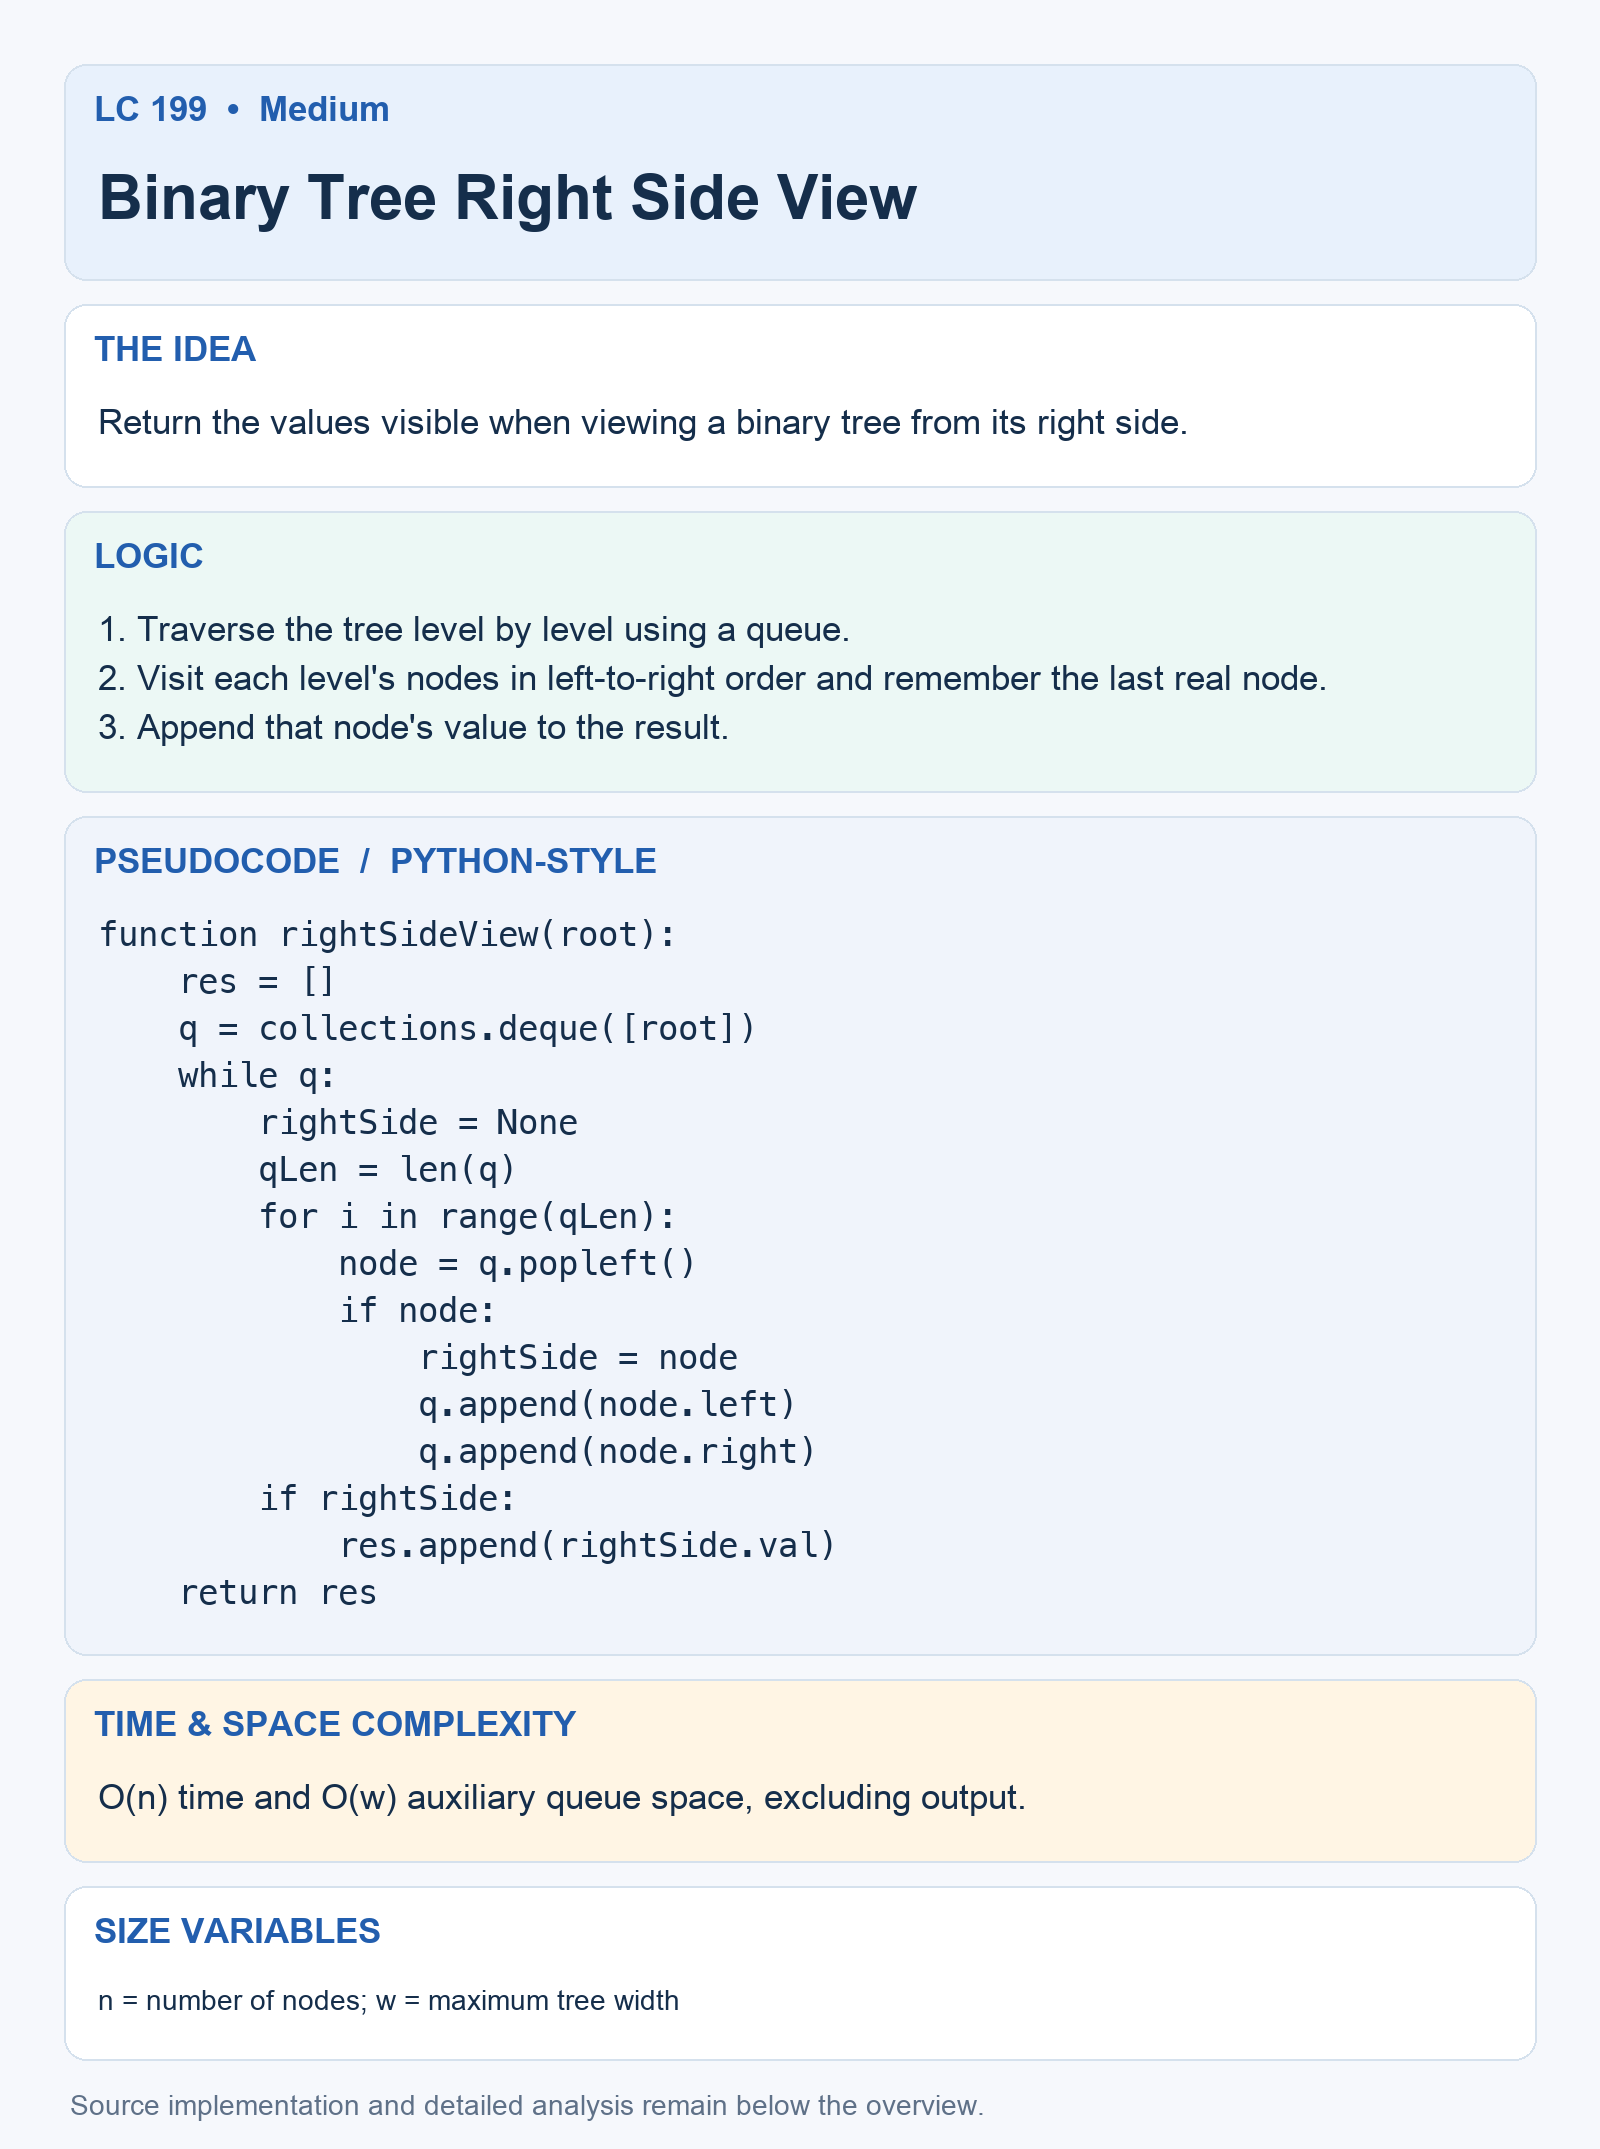 LC 199 • Medium
Binary Tree Right Side View
THE IDEA
Return the values visible when viewing a binary tree from its right side.
LOGIC
1. Traverse the tree level by level using a queue.
2. Visit each level's nodes in left-to-right order and remember the last real node.
3. Append that node's value to the result.
PSEUDOCODE / PYTHON-STYLE
function rightSideView(root):
    res = []
    q = collections.deque([root])
    while q:
        rightSide = None
        qLen = len(q)
        for i in range(qLen):
            node = q.popleft()
            if node:
                rightSide = node
                q.append(node.left)
                q.append(node.right)
        if rightSide:
            res.append(rightSide.val)
    return res
TIME & SPACE COMPLEXITY
O(n) time and O(w) auxiliary queue space, excluding output.
SIZE VARIABLES
n = number of nodes; w = maximum tree width
Source implementation and detailed analysis remain below the overview.